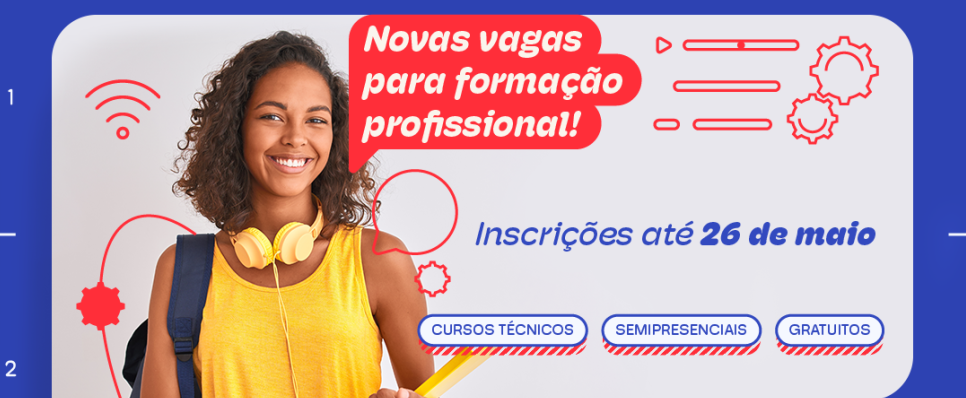 Novas vagas
para formação
profissional!
1
Inscrições até 26 de maio
CURSOS TÉCNICOS
SEMIPRESENCIAIS
GRATUITOS
2